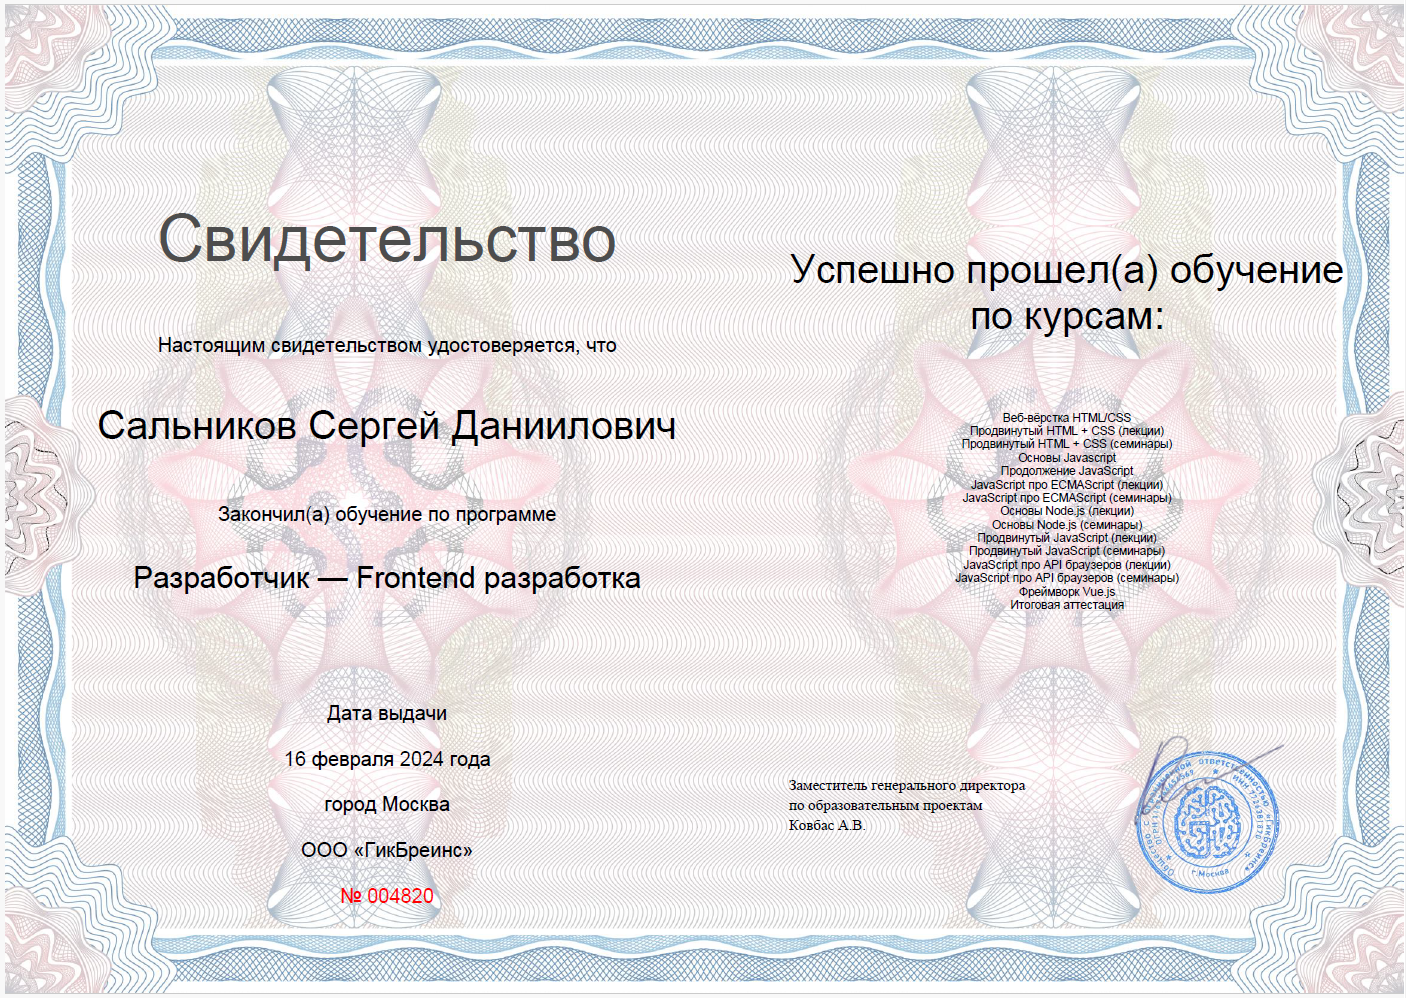 Свидетельство
Настоящим свидетельством удостоверяется, что
Сальников Сергей Даниилович
Закончил(а) обучение по программе
Разработчик — Frontend разработка
Дата выдачи
16 февраля 2024 года
город Москва
ООО «ГикБреинс»
№ 004820
Успешно прошел(а) обучение
по курсам:
Веб-вёрстка HTML/CSS
Продвинутый HTML + CSS (лекции)
Продвинутый HTML + CSS (семинары)
Основы Javascript
Продолжение JavaScript
JavaScript про ECMAScript (лекции)
JavaScript про ECMAScript (семинары)
Основы Node.js (лекции)
Основы Node.js (семинары)
Продвинутый JavaScript (лекции)
Продвинутый JavaScript (семинары)
JavaScript про API браузеров (лекции)
JavaScript про API браузеров (семинары)
Фреймворк Vue.js
Итоговая аттестация
Заместитель генерального директора
по образовательным проектам
Ковбас А.В.
Общество с ограниченной ответственностью «ГикБреинс»
ОГРН
ИНН
г.Москва